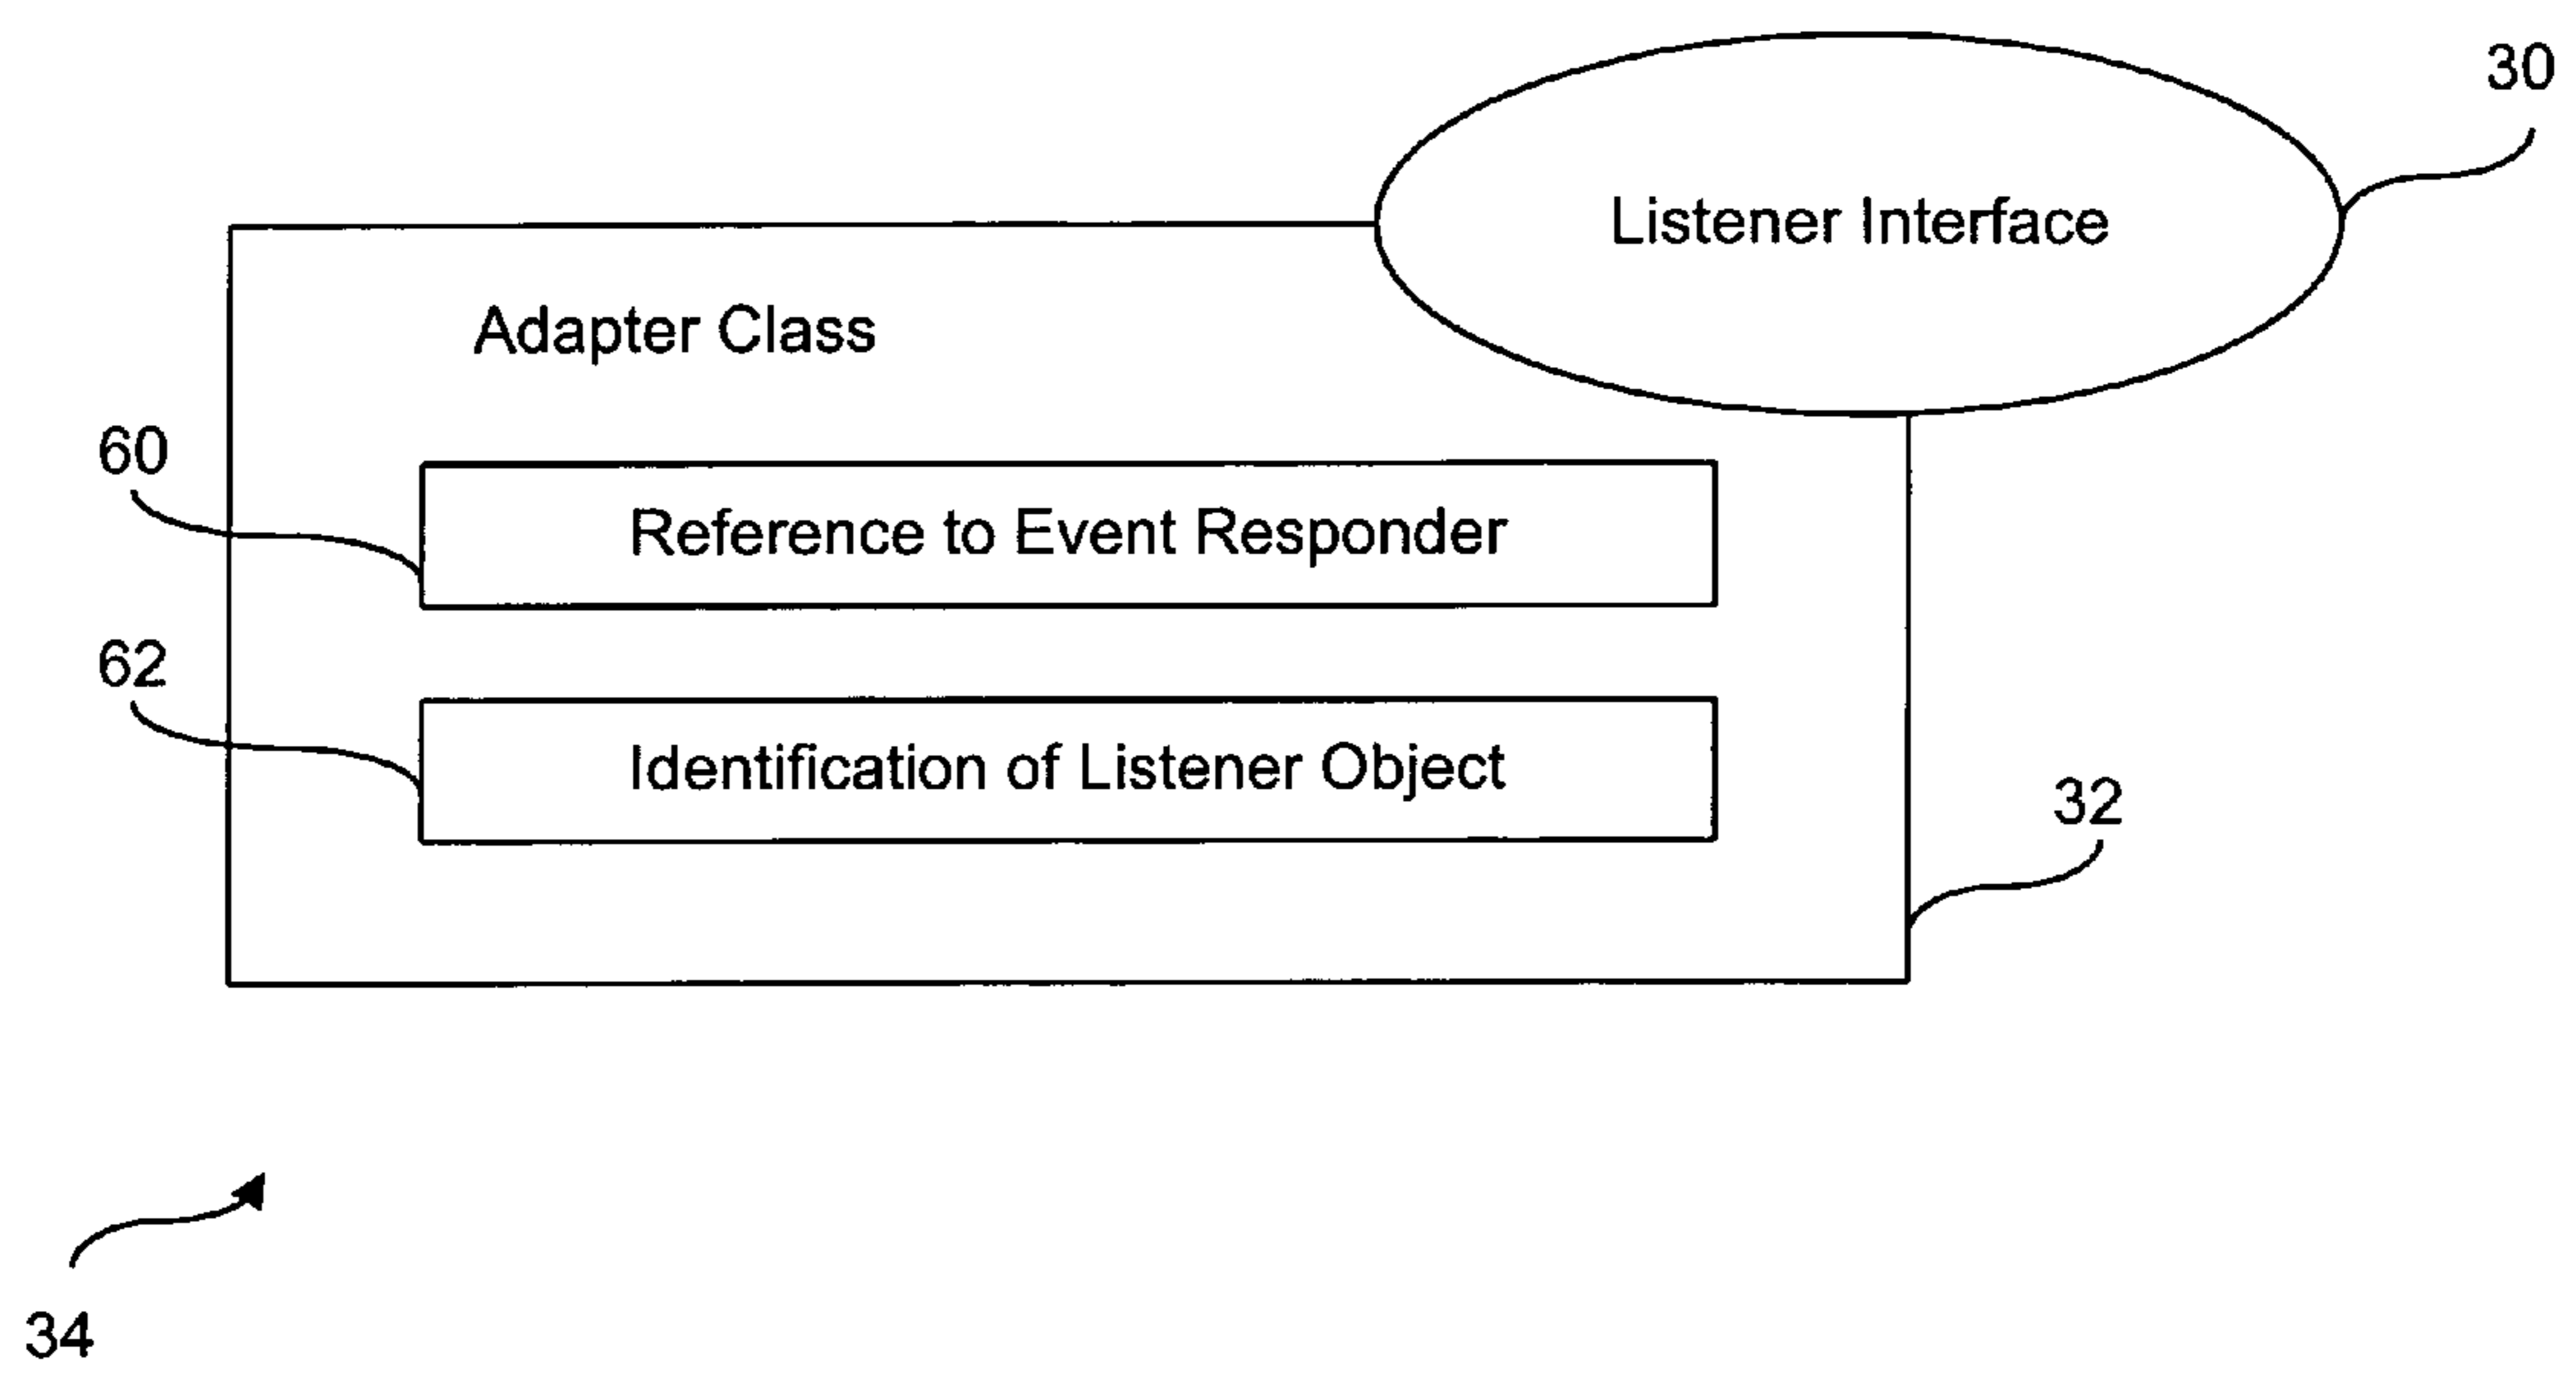 30
Listener Interface
Adapter Class
60
Reference to Event Responder
62
Identification of Listener Object
32
34